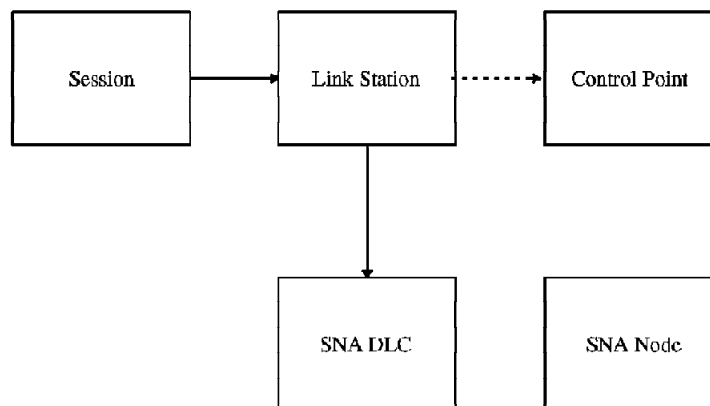 Session
Link Station
Control Point
SNA DLC
SNA Node